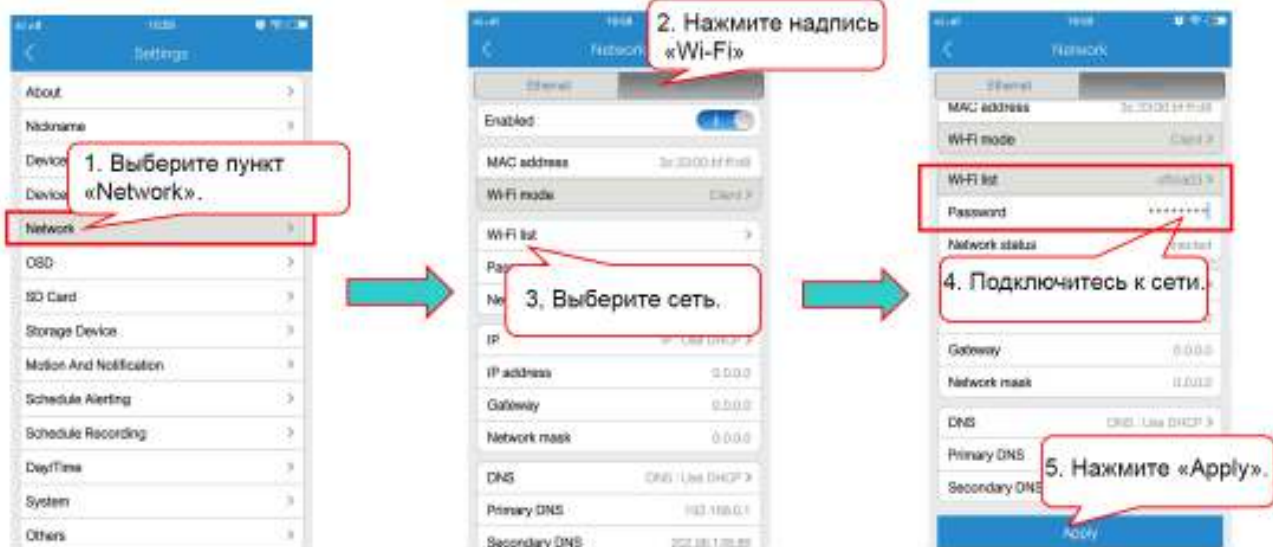 Settings
About
Nickname
Device
Device
1. Выберите пункт
«Network».
Network
OSD
SD Card
Storage Device
Motion And Notification
Schedule Alerting
Schedule Recording
Day/Time
System
Others
2. Нажмите надпись
«Wi-Fi»
Network
Ethernet
Enabled
MAC address
Wi-Fi mode
Client
Wi-Fi list
3. Выберите сеть.
IP
IP address
0.0.0.0
Gateway
0.0.0.0
Network mask
0.0.0.0
DNS
DNS : Use DHCP
Primary DNS
192.168.0.1
Secondary DNS
Network
Ethernet
MAC address
Wi-Fi mode
Client
Wi-Fi list
Password
Network status
4. Подключитесь к сети.
Gateway
0.0.0.0
Network mask
0.0.0.0
DNS
DNS : Use DHCP
Primary DNS
5. Нажмите «Apply».
Secondary DNS
Apply